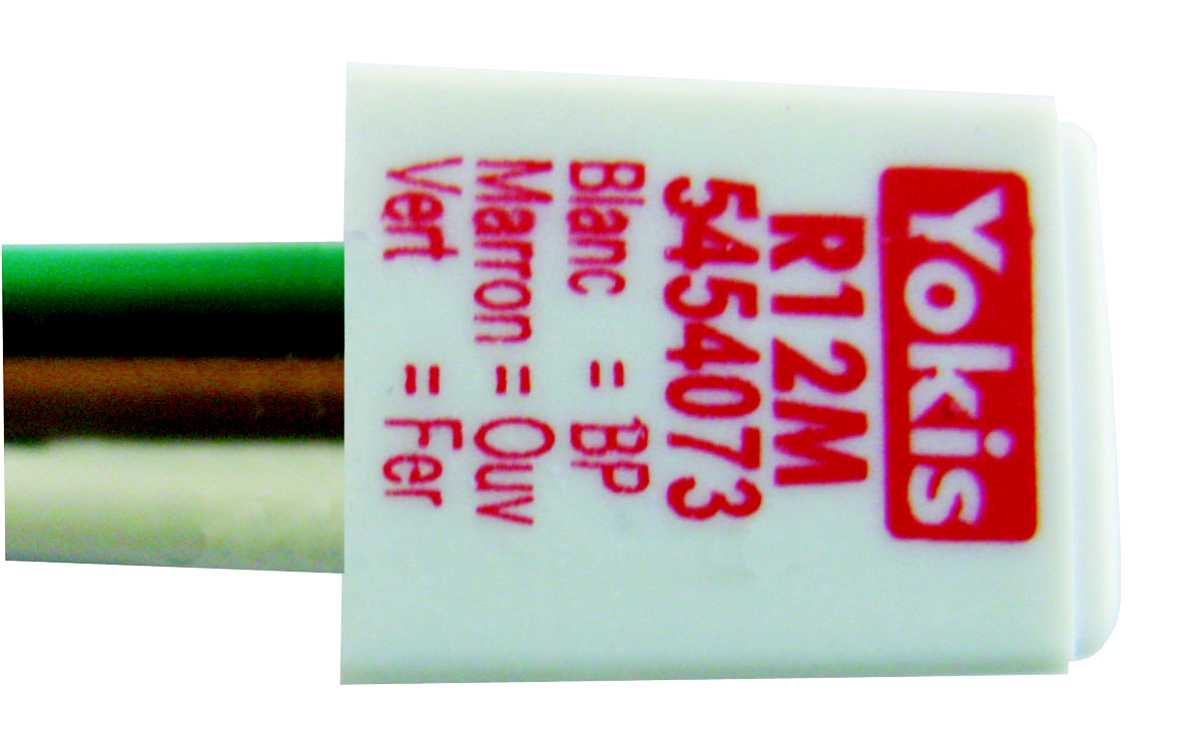 Yokis
R12M
5454073
Blanc = BP
Marron = Ouv
Vert = Fer